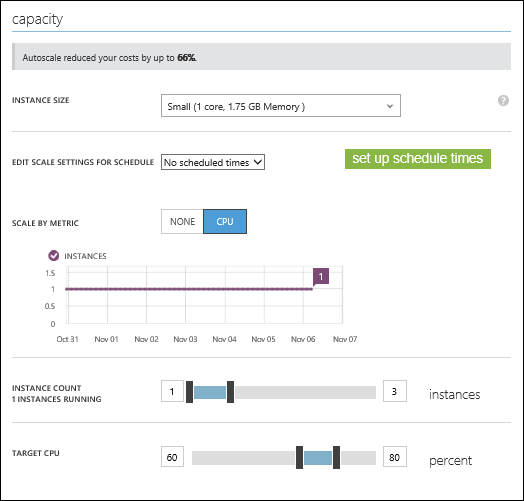 capacity
Autoscale reduced your costs by up to 66%.
INSTANCE SIZE
Small (1 core, 1.75 GB Memory )
?
EDIT SCALE SETTINGS FOR SCHEDULE
No scheduled times
set up schedule times
SCALE BY METRIC
NONE
CPU
INSTANCES
1.5
1
0.5
0
1
Oct 31 Nov 01 Nov 02 Nov 03 Nov 04 Nov 05 Nov 06 Nov 07
INSTANCE COUNT
1 INSTANCES RUNNING
1
3
instances
TARGET CPU
60
80
percent